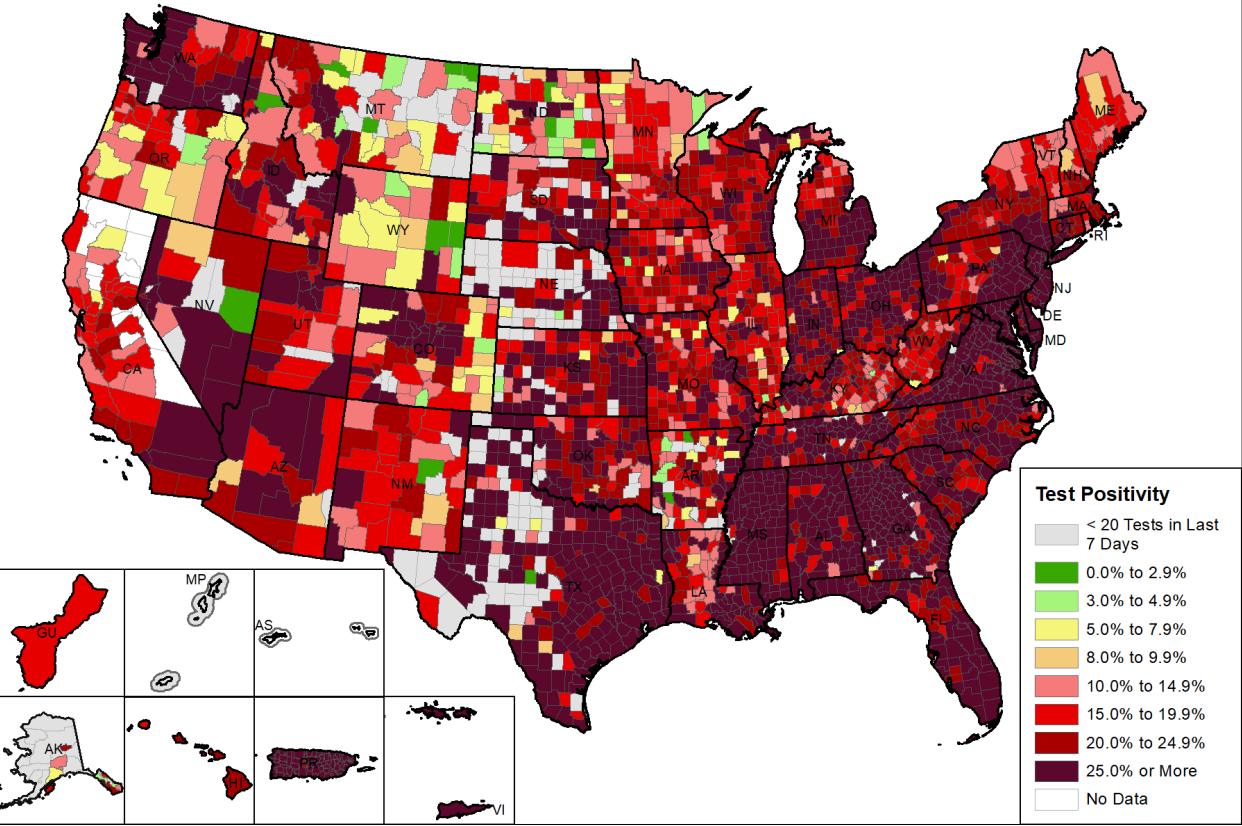 WA
MT
ND
MN
ME
OR
ID
SD
WI
VT
NH
NY
MA
CT
RI
WY
MI
NV
NE
IA
PA
NJ
UT
CO
IL
IN
OH
DE
MD
CA
KS
MO
WV
KY
VA
AZ
NM
OK
AR
TN
NC
SC
MS
AL
GA
TX
LA
FL
GU
MP
AS
AK
HI
PR
VI
Test Positivity
< 20 Tests in Last
7 Days
0.0% to 2.9%
3.0% to 4.9%
5.0% to 7.9%
8.0% to 9.9%
10.0% to 14.9%
15.0% to 19.9%
20.0% to 24.9%
25.0% or More
No Data